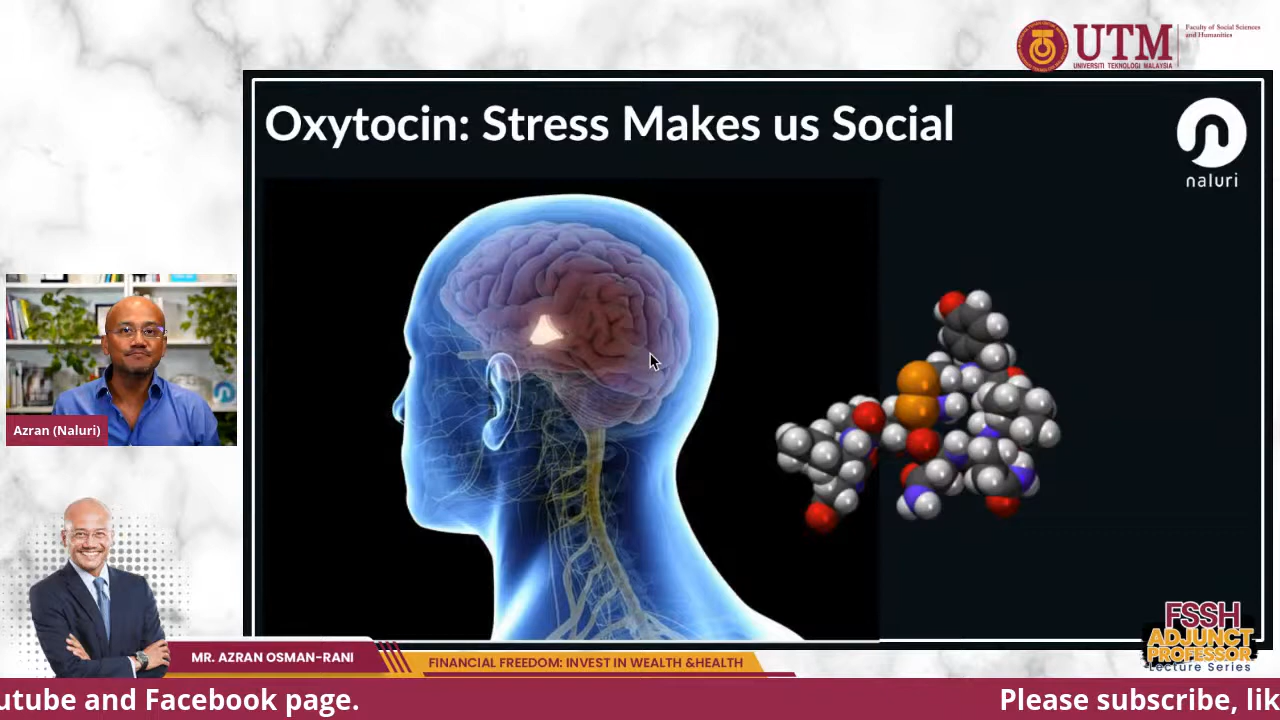 UTM
UNIVERSITI TEKNOLOGI MALAYSIA
Faculty of Social Sciences
and Humanities
Oxytocin: Stress Makes us Social
naluri
Azran (Naluri)
MR. AZRAN OSMAN-RANI
FINANCIAL FREEDOM: INVEST IN WEALTH &HEALTH
FSSH
ADJUNCT
PROFESSOR
Lecture Series
utube and Facebook page.
Please subscribe, lik